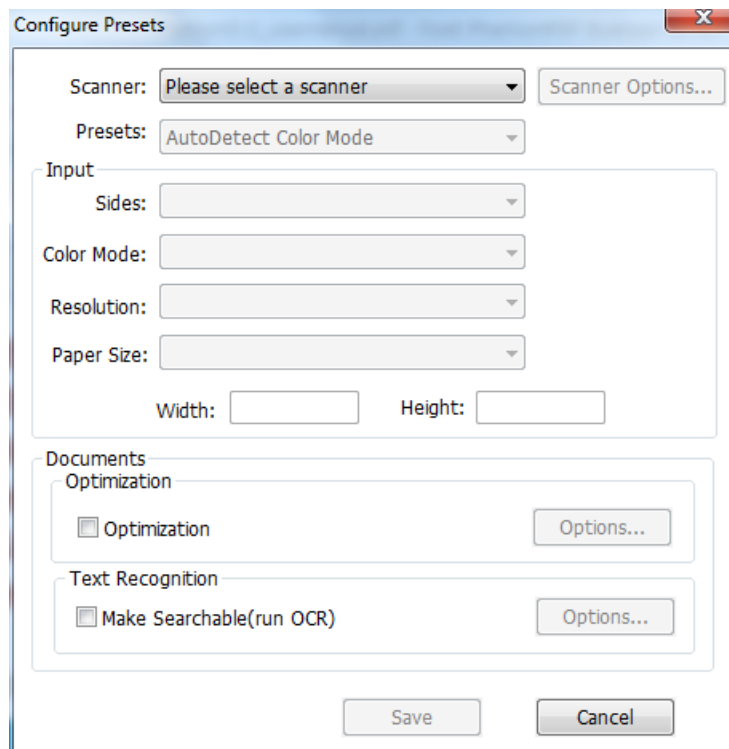 Configure Presets
Scanner: Please select a scanner Scanner Options...
Presets: AutoDetect Color Mode
Input
Sides:
Color Mode:
Resolution:
Paper Size:
Width: Height:
Documents
Optimization
Optimization Options...
Text Recognition
Make Searchable(run OCR) Options...
Save Cancel